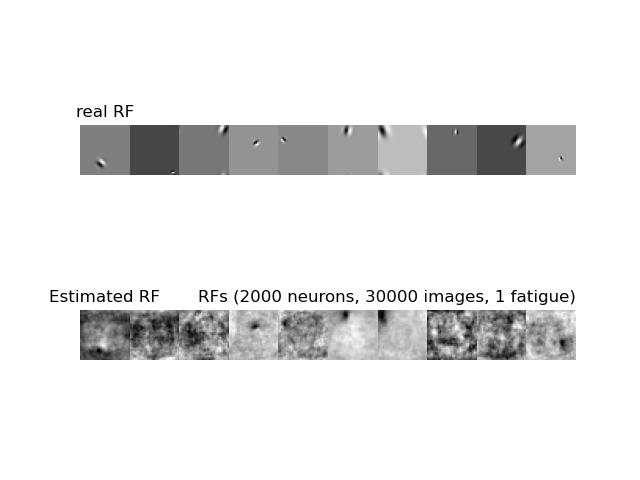 real RF
Estimated RF
RFs (2000 neurons, 30000 images, 1 fatigue)